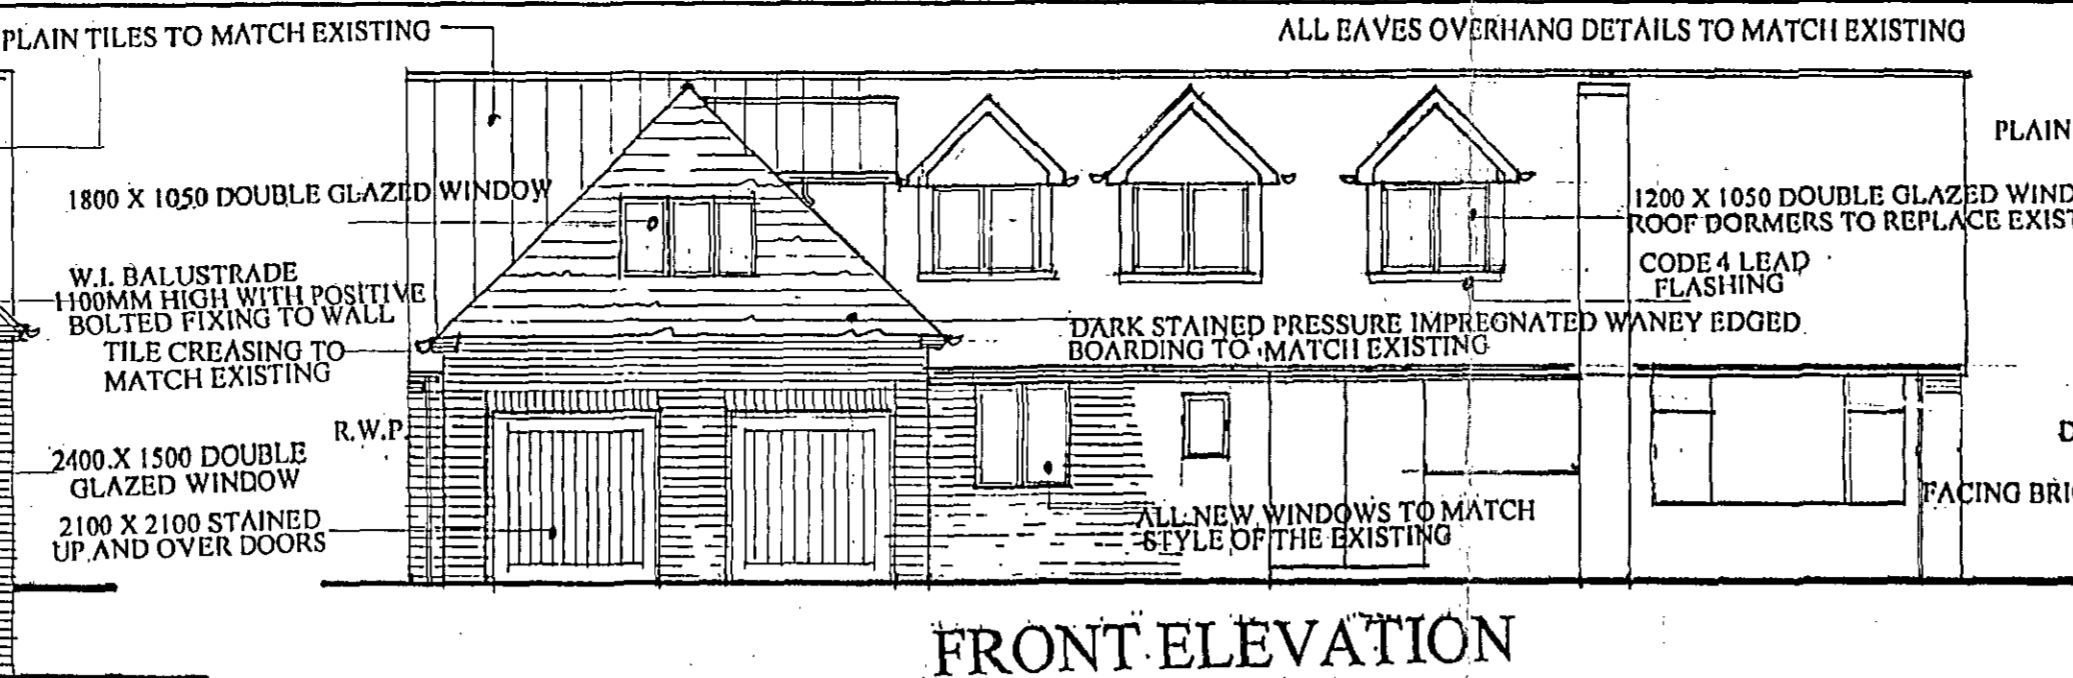 PLAIN TILES TO MATCH EXISTING
ALL EAVES OVERHANG DETAILS TO MATCH EXISTING
PLAIN
1800 X 1050 DOUBLE GLAZED WINDOW
1200 X 1050 DOUBLE GLAZED WIND
ROOF DORMERS TO REPLACE EXIST
CODE 4 LEAD
FLASHING
W.I. BALUSTRADE
1100MM HIGH WITH POSITIVE
BOLTED FIXING TO WALL
TILE CREASING TO
MATCH EXISTING
DARK STAINED PRESSURE IMPREGNATED WANEY EDGED
BOARDING TO MATCH EXISTING
R.W.P.
2400 X 1500 DOUBLE
GLAZED WINDOW
2100 X 2100 STAINED
UP AND OVER DOORS
ALL NEW WINDOWS TO MATCH
STYLE OF THE EXISTING
D
FACING BRI
FRONT ELEVATION